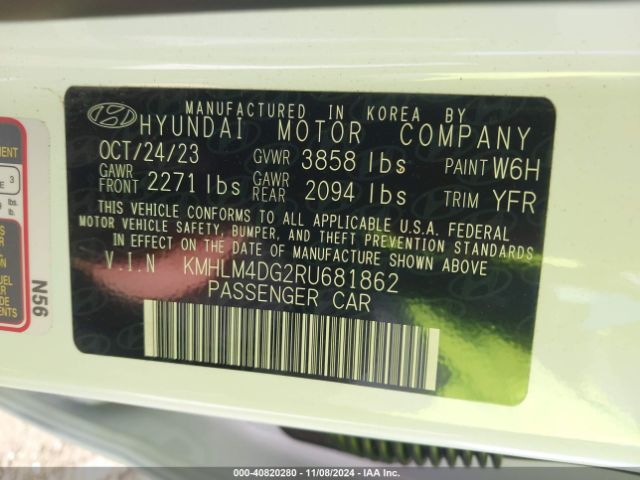 MANUFACTURED IN KOREA BY
HYUNDAI MOTOR COMPANY
OCT/24/23 GVWR 3858 lbs PAINT W6H
GAWR FRONT 2271 lbs GAWR REAR 2094 lbs TRIM YFR
THIS VEHICLE CONFORMS TO ALL APPLICABLE U.S.A. FEDERAL
MOTOR VEHICLE SAFETY, BUMPER, AND THEFT PREVENTION STANDARDS
IN EFFECT ON THE DATE OF MANUFACTURE SHOWN ABOVE
V.I.N KMHLM4DG2RU681862
PASSENGER CAR
N56
3
lb.
000-40820280 - 11/08/2024 - IAA Inc.